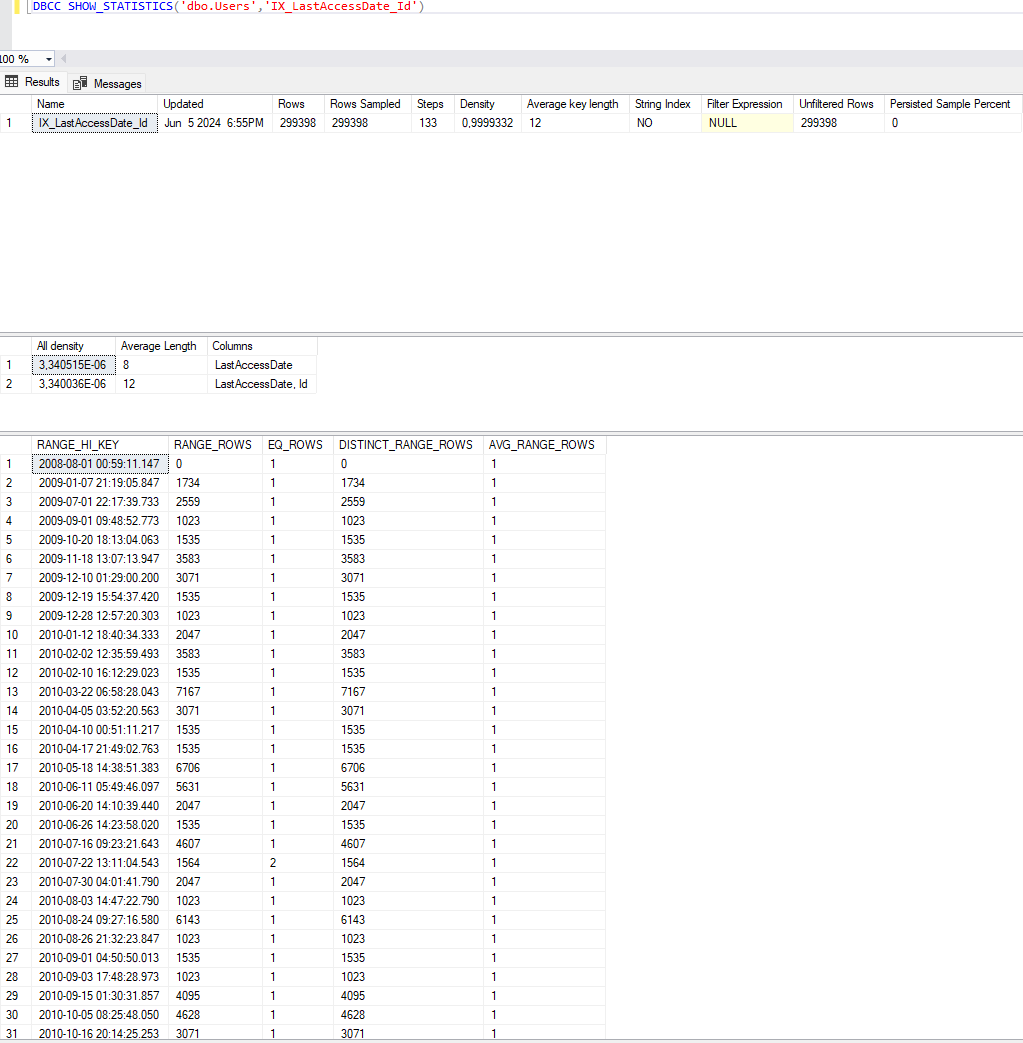 DBCC SHOW_STATISTICS('dbo.Users','IX_LastAccessDate_Id')
100 %
Results Messages
Name Updated Rows Rows Sampled Steps Density Average key length String Index Filter Expression Unfiltered Rows Persisted Sample Percent
1 IX_LastAccessDate_Id Jun 5 2024 6:55PM 299398 299398 133 0,9999332 12 NO NULL 299398 0
All density Average Length Columns
1 3,340515E-06 8 LastAccessDate
2 3,340036E-06 12 LastAccessDate, Id
RANGE_HI_KEY RANGE_ROWS EQ_ROWS DISTINCT_RANGE_ROWS AVG_RANGE_ROWS
1 2008-08-01 00:59:11.147 0 1 0 1
2 2009-01-07 21:19:05.847 1734 1 1734 1
3 2009-07-01 22:17:39.733 2559 1 2559 1
4 2009-09-01 09:48:52.773 1023 1 1023 1
5 2009-10-20 18:13:04.063 1535 1 1535 1
6 2009-11-18 13:07:13.947 3583 1 3583 1
7 2009-12-10 01:29:00.200 3071 1 3071 1
8 2009-12-19 15:54:37.420 1535 1 1535 1
9 2009-12-28 12:57:20.303 1023 1 1023 1
10 2010-01-12 18:40:34.333 2047 1 2047 1
11 2010-02-02 12:35:59.493 3583 1 3583 1
12 2010-02-10 16:12:29.023 1535 1 1535 1
13 2010-03-22 06:58:28.043 7167 1 7167 1
14 2010-04-05 03:52:20.563 3071 1 3071 1
15 2010-04-10 00:51:11.217 1535 1 1535 1
16 2010-04-17 21:49:02.763 1535 1 1535 1
17 2010-05-18 14:38:51.383 6706 1 6706 1
18 2010-06-11 05:49:46.097 5631 1 5631 1
19 2010-06-20 14:10:39.440 2047 1 2047 1
20 2010-06-26 14:23:58.020 1535 1 1535 1
21 2010-07-16 09:23:21.643 4607 1 4607 1
22 2010-07-22 13:11:04.543 1564 2 1564 1
23 2010-07-30 04:01:41.790 2047 1 2047 1
24 2010-08-03 14:47:22.790 1023 1 1023 1
25 2010-08-24 09:27:16.580 6143 1 6143 1
26 2010-08-26 21:32:23.847 1023 1 1023 1
27 2010-09-01 04:50:50.013 1535 1 1535 1
28 2010-09-03 17:48:28.973 1023 1 1023 1
29 2010-09-15 01:30:31.857 4095 1 4095 1
30 2010-10-05 08:25:48.050 4628 1 4628 1
31 2010-10-16 20:14:25.253 3071 1 3071 1